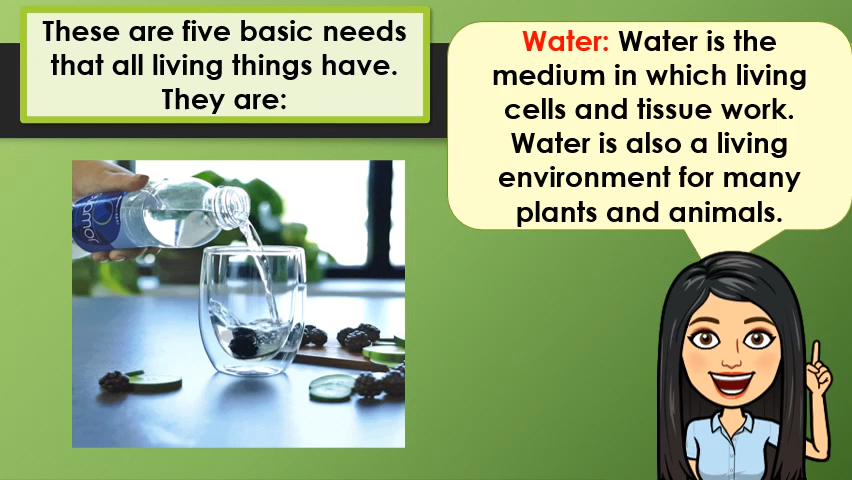 These are five basic needs
that all living things have.
They are:
Water: Water is the
medium in which living
cells and tissue work.
Water is also a living
environment for many
plants and animals.